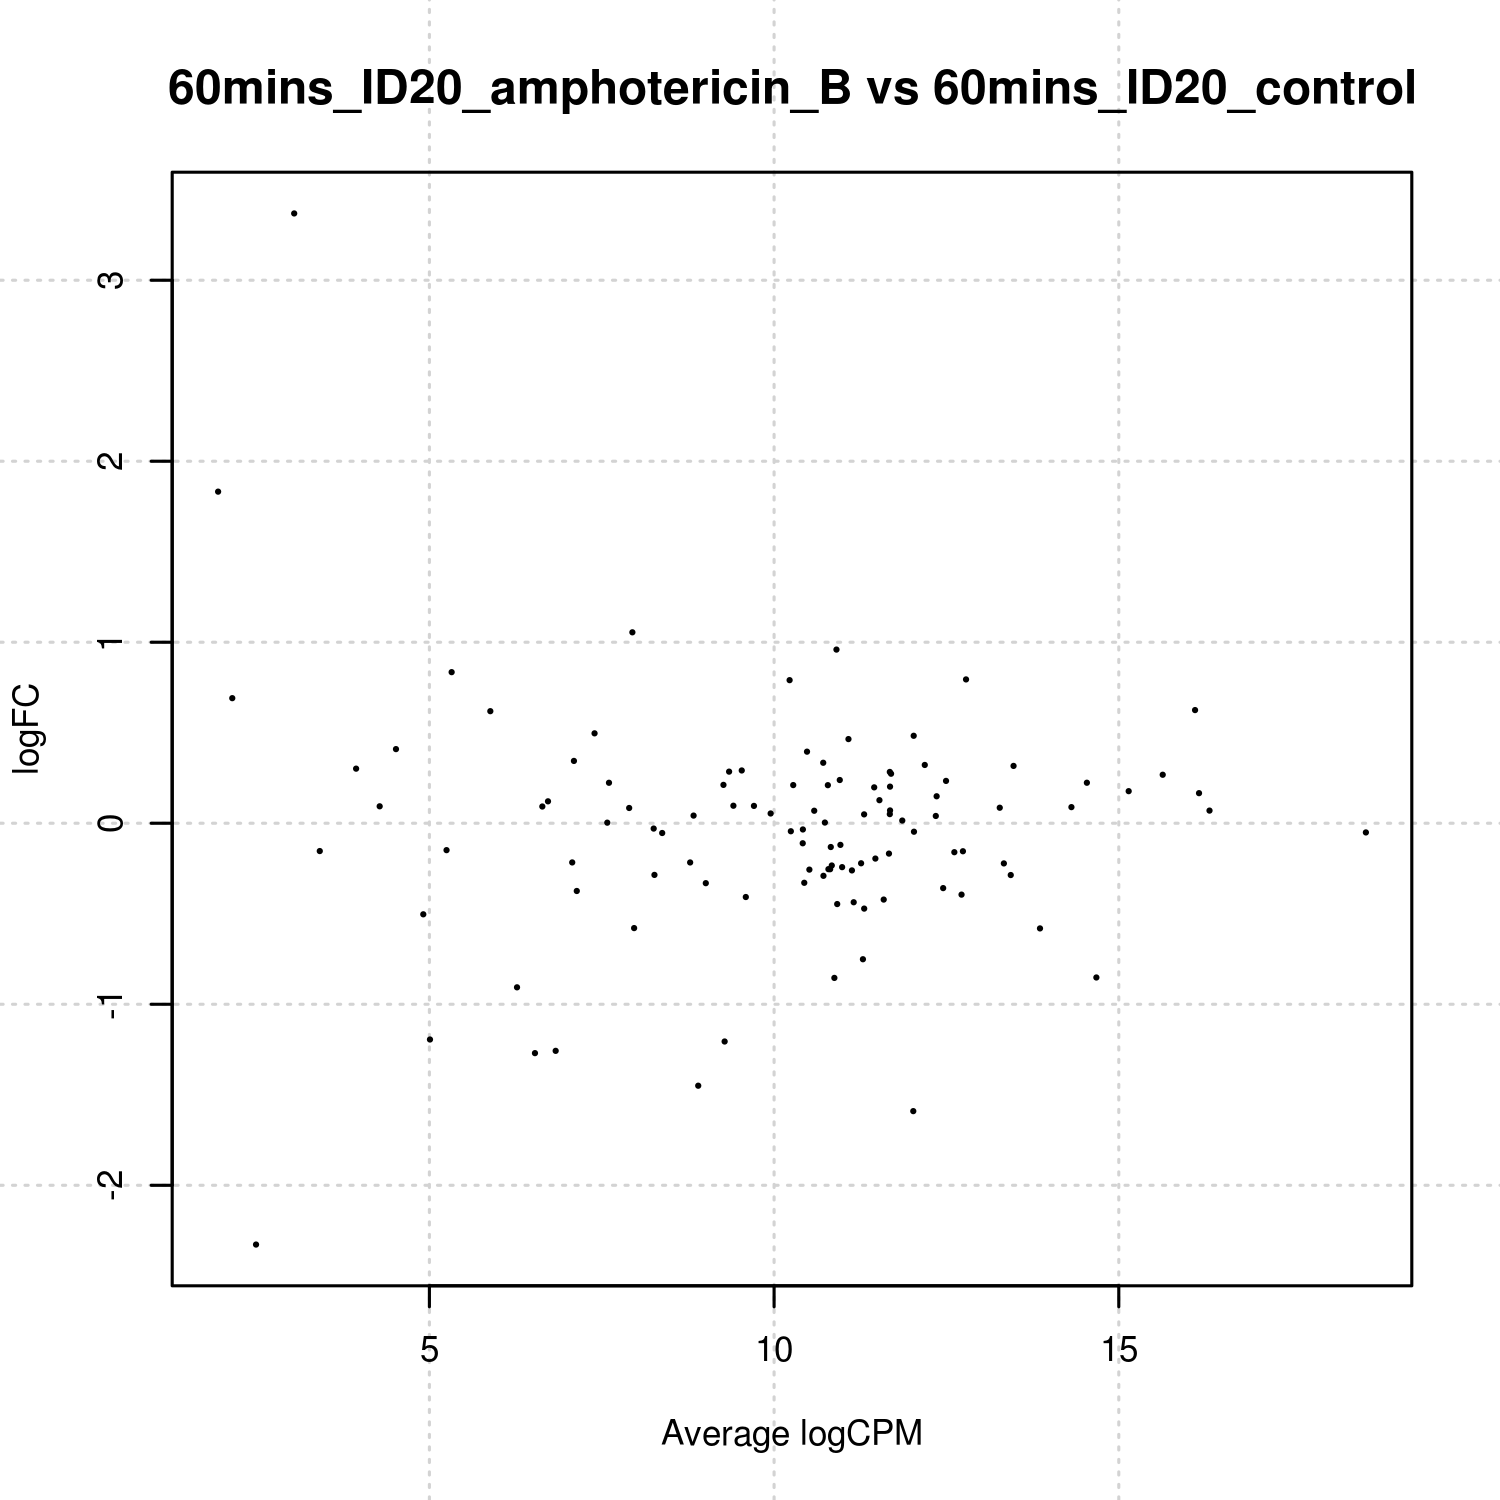 60mins_ID20_amphotericin_B vs 60mins_ID20_control
3
2
1
0
-1
-2
logFC
5 10 15
Average logCPM